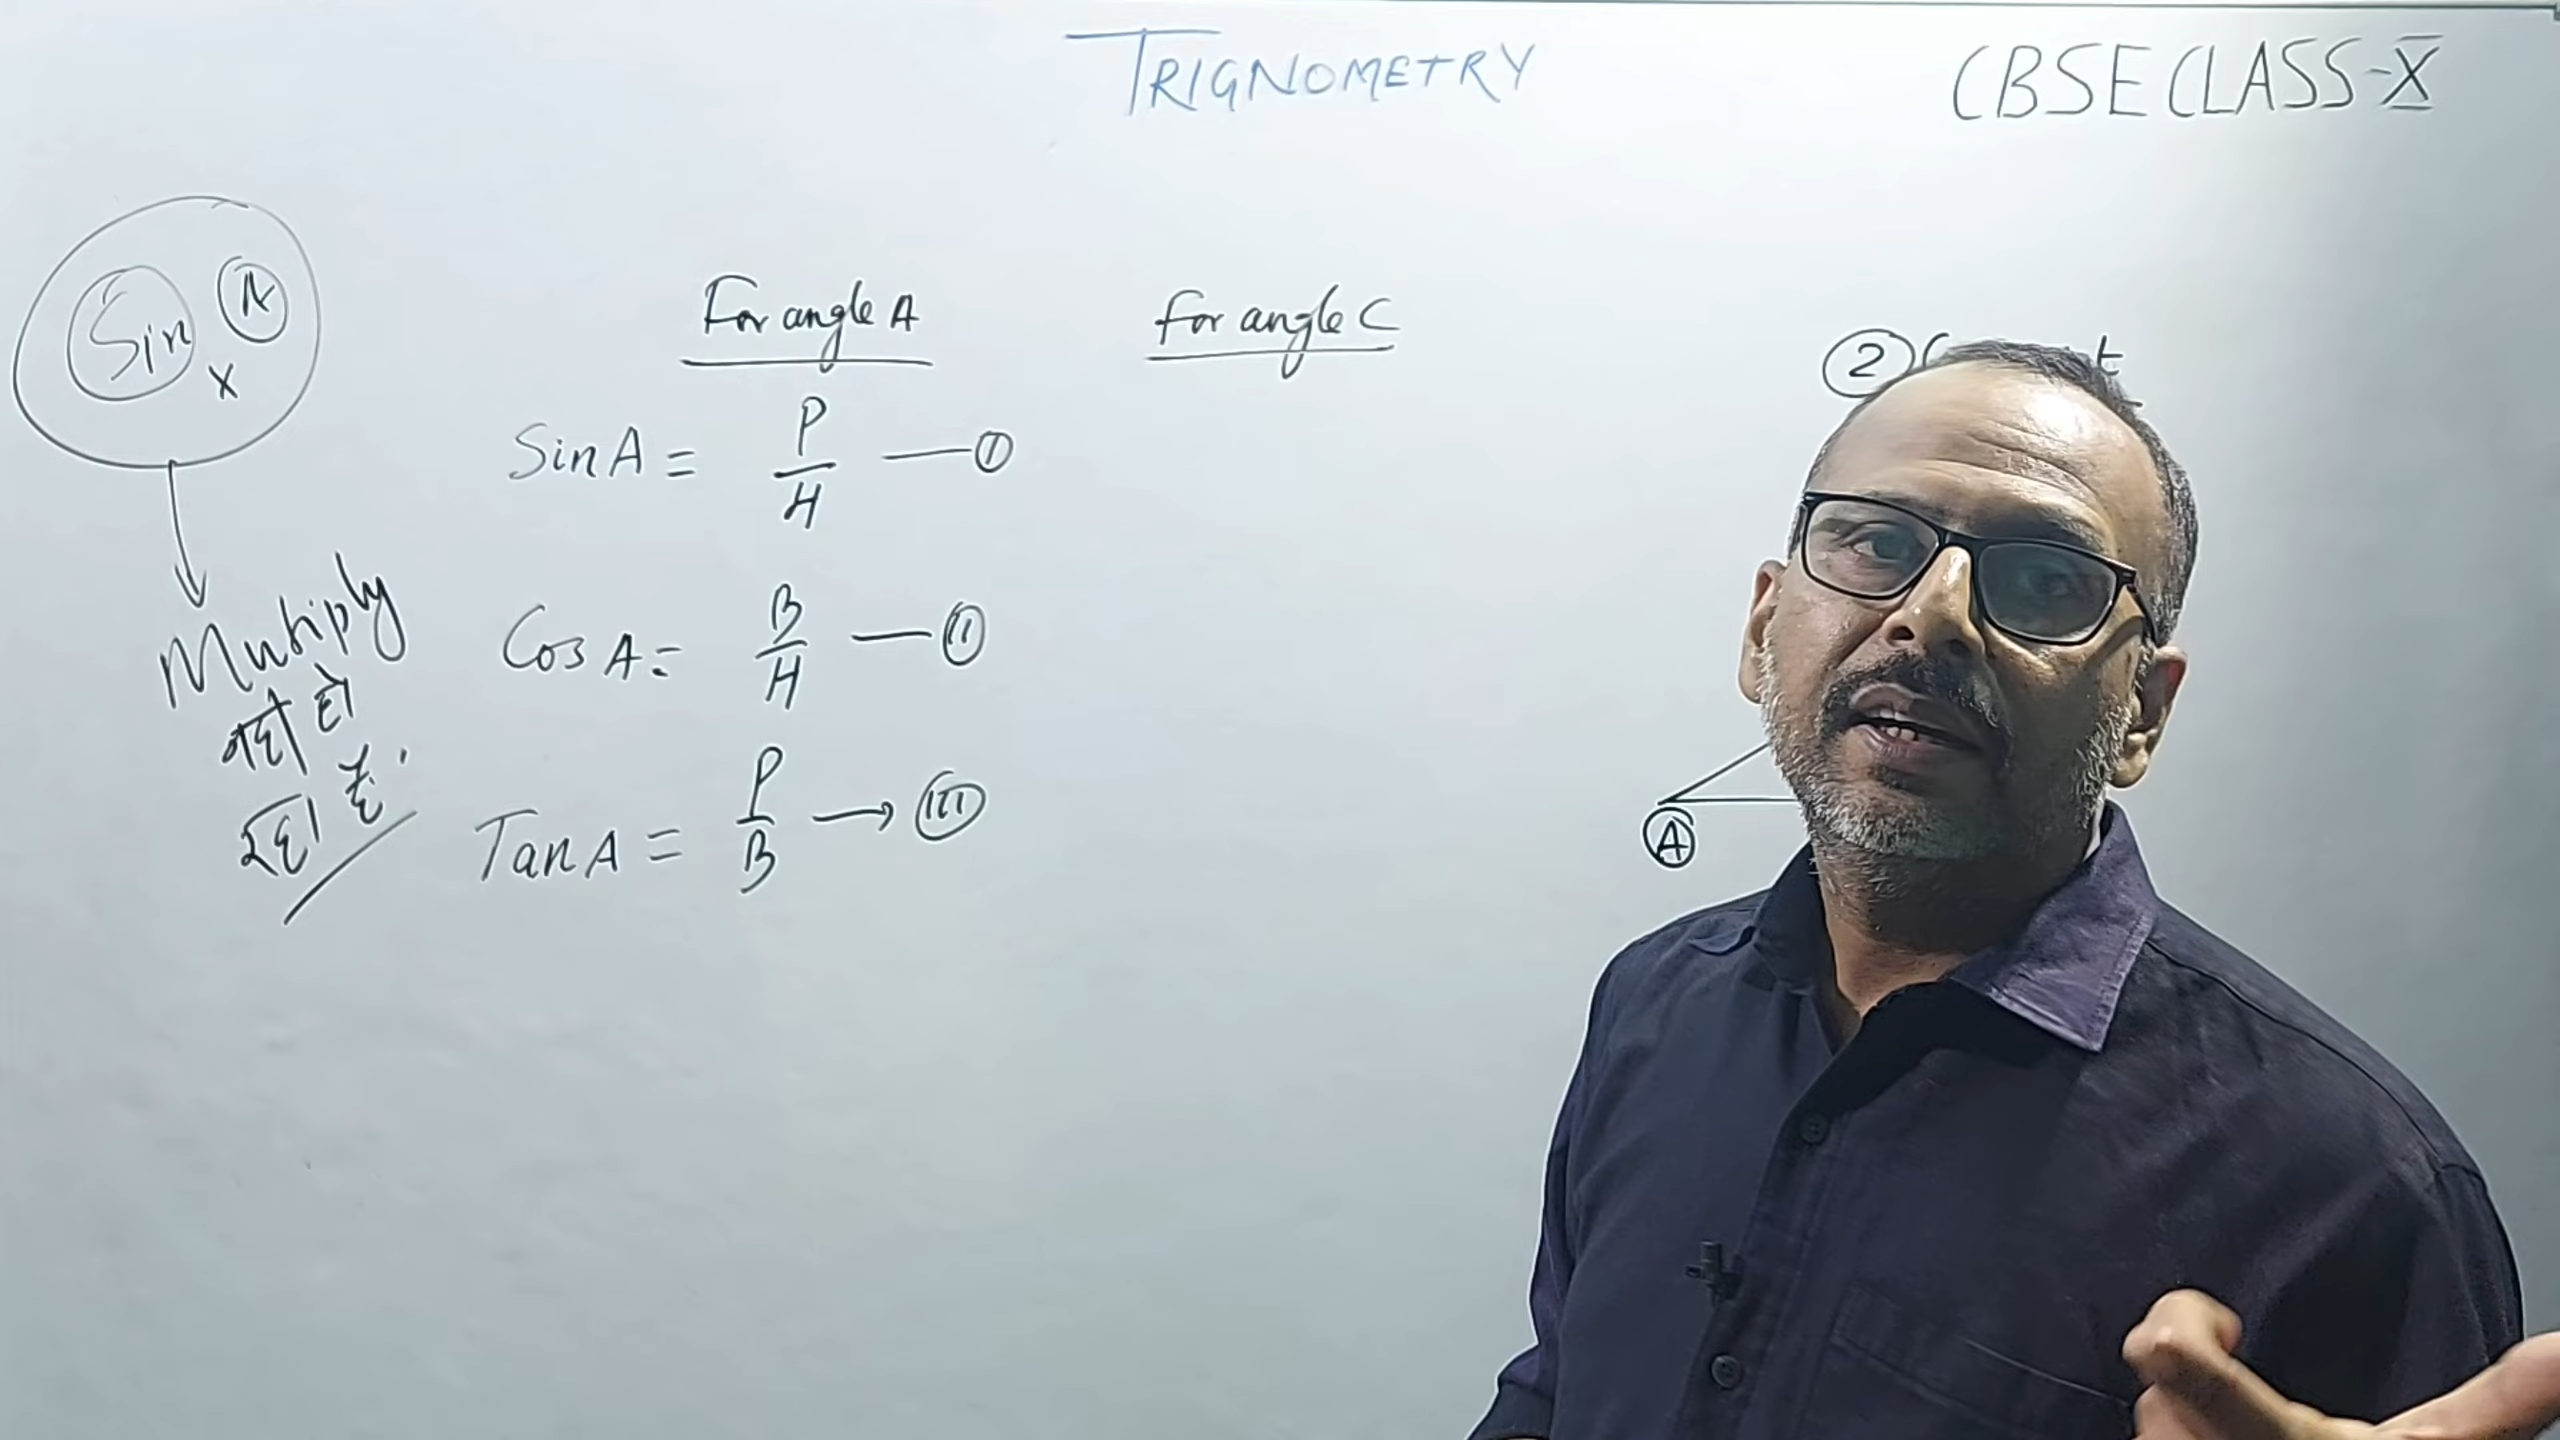 TRIGNOMETRY
CBSE CLASS-X
Sin A
x
Multiply
नहीं हो
रहा है.
For angle A
Sin A = P/H — (I)
Cos A = B/H — (II)
Tan A = P/B → (III)
For angle C
(2)
(A)